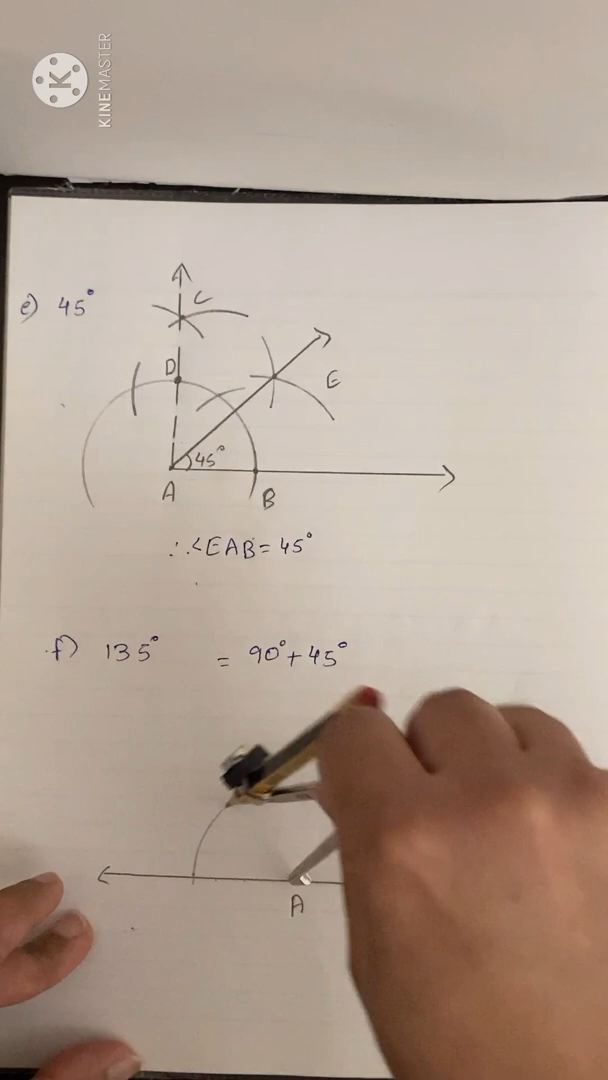 KINEMASTER
e) 45°
C
D
E
45°
A
B
∴ ∠EAB = 45°
f) 135° = 90° + 45°
A